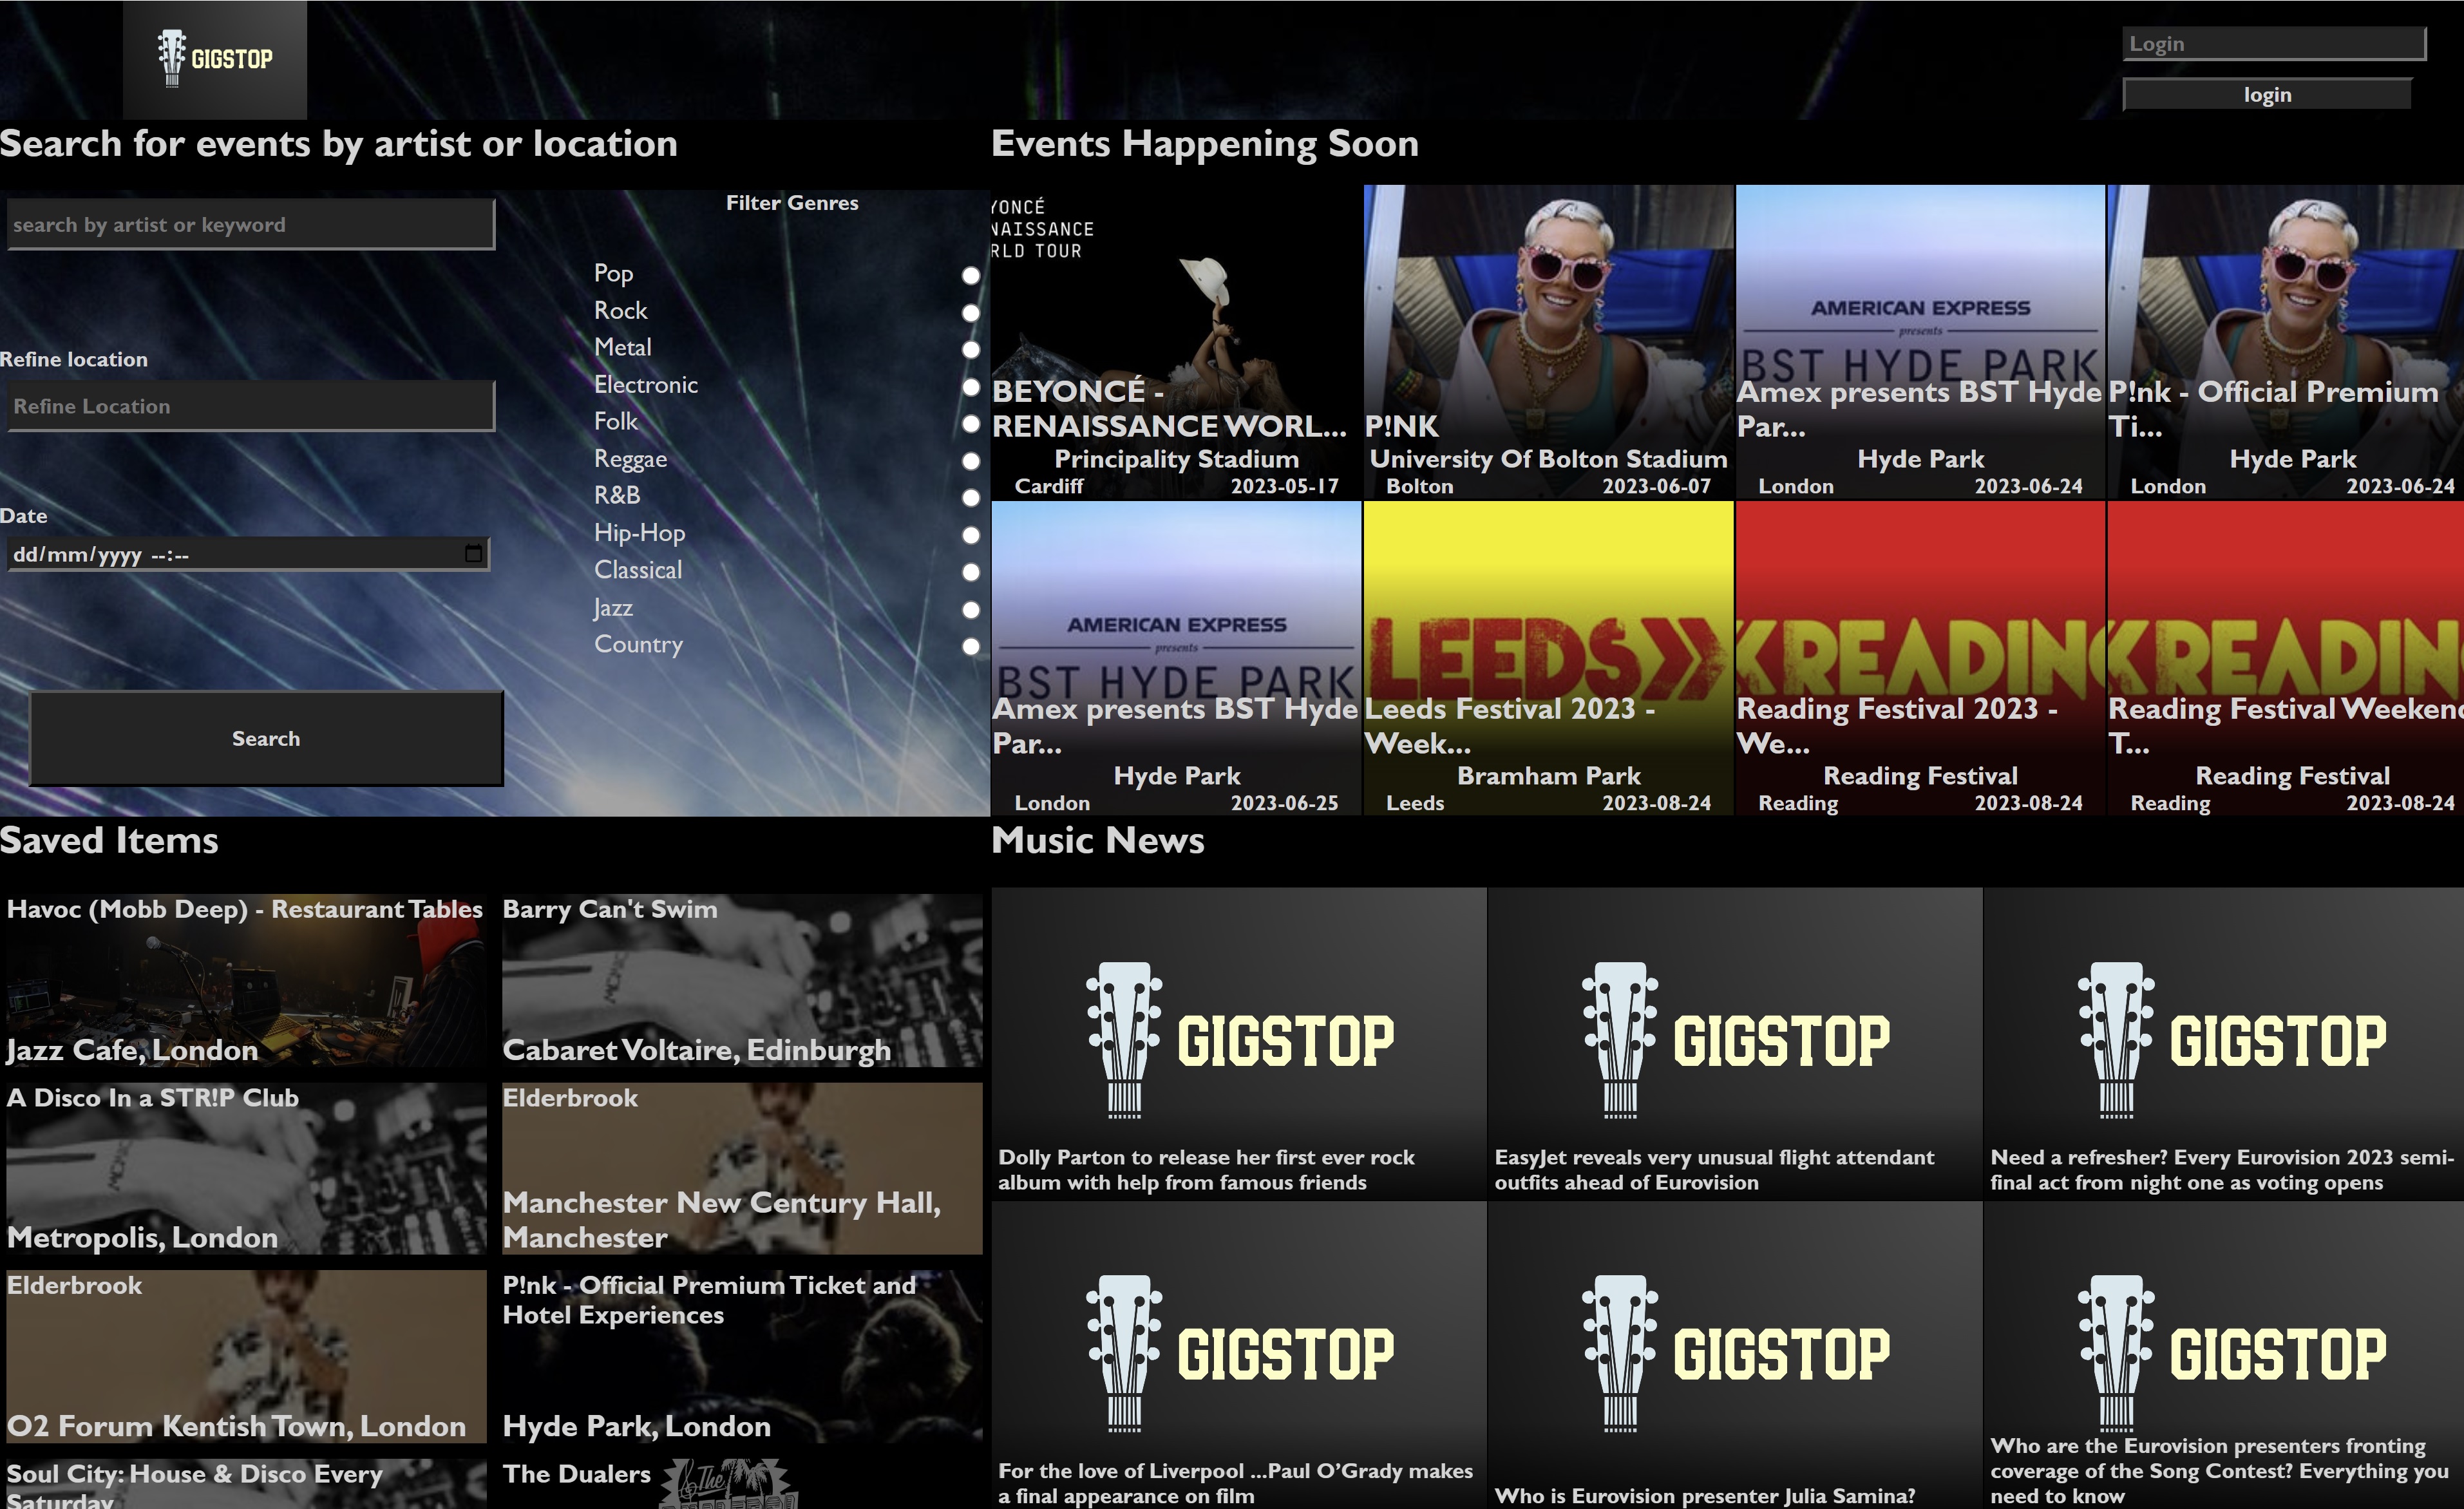 GIGSTOP
Login
login
Search for events by artist or location
search by artist or keyword
Refine location
Refine Location
Date
dd/mm/yyyy --:--
Search
Filter Genres
Pop
Rock
Metal
Electronic
Folk
Reggae
R&B
Hip-Hop
Classical
Jazz
Country
Events Happening Soon
YONCÉ
NAISSANCE
RLD TOUR
BEYONCÉ -
RENAISSANCE WORL...
Principality Stadium
Cardiff 2023-05-17
P!NK
University Of Bolton Stadium
Bolton 2023-06-07
AMERICAN EXPRESS
presents
BST HYDE PARK
Amex presents BST Hyde
Par...
Hyde Park
London 2023-06-24
P!nk - Official Premium
Ti...
Hyde Park
London 2023-06-24
AMERICAN EXPRESS
presents
BST HYDE PARK
Amex presents BST Hyde
Par...
Hyde Park
London 2023-06-25
LEEDS
Leeds Festival 2023 -
Week...
Bramham Park
Leeds 2023-08-24
READING
Reading Festival 2023 -
We...
Reading Festival
Reading 2023-08-24
READIN
Reading Festival Weekend
T...
Reading Festival
Reading 2023-08-24
Saved Items
Havoc (Mobb Deep) - Restaurant Tables
Jazz Cafe, London
Barry Can't Swim
Cabaret Voltaire, Edinburgh
A Disco In a STR!P Club
Metropolis, London
Elderbrook
Manchester New Century Hall,
Manchester
Elderbrook
O2 Forum Kentish Town, London
P!nk - Official Premium Ticket and
Hotel Experiences
Hyde Park, London
Soul City: House & Disco Every
Saturday
The Dualers
The
Music News
GIGSTOP
Dolly Parton to release her first ever rock
album with help from famous friends
GIGSTOP
EasyJet reveals very unusual flight attendant
outfits ahead of Eurovision
GIGSTOP
Need a refresher? Every Eurovision 2023 semi-
final act from night one as voting opens
GIGSTOP
For the love of Liverpool ...Paul O'Grady makes
a final appearance on film
GIGSTOP
Who is Eurovision presenter Julia Samina?
GIGSTOP
Who are the Eurovision presenters fronting
coverage of the Song Contest? Everything you
need to know